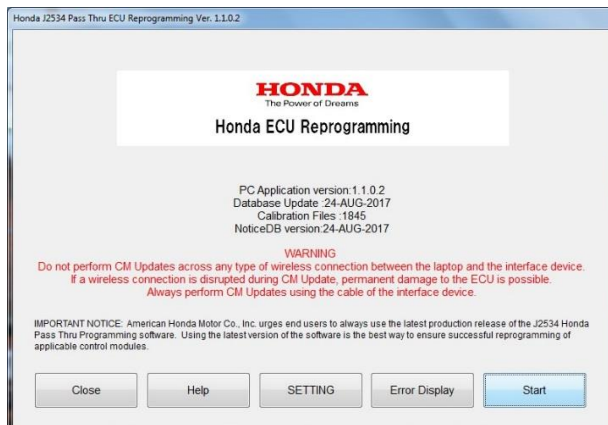 Honda J2534 Pass Thru ECU Reprogramming Ver. 1.1.0.2
HONDA
The Power of Dreams
Honda ECU Reprogramming
PC Application version:1.1.0.2
Database Update :24-AUG-2017
Calibration Files :1845
NoticeDB version:24-AUG-2017
WARNING
Do not perform CM Updates across any type of wireless connection between the laptop and the interface device.
If a wireless connection is disrupted during CM Update, permanent damage to the ECU is possible.
Always perform CM Updates using the cable of the interface device.
IMPORTANT NOTICE: American Honda Motor Co., Inc. urges end users to always use the latest production release of the J2534 Honda
Pass Thru Programming software. Using the latest version of the software is the best way to ensure successful reprogramming of
applicable control modules.
Close Help SETTING Error Display Start